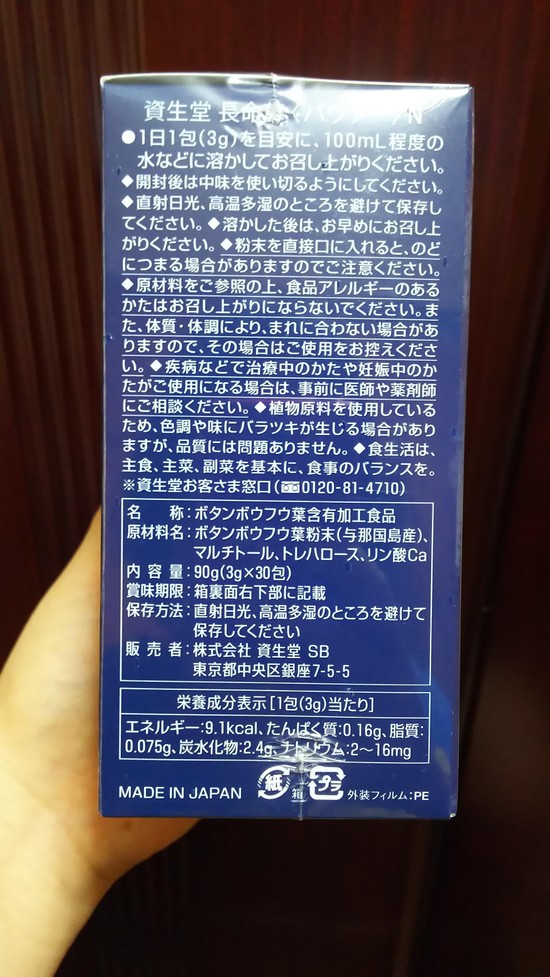 資生堂 長命 パウダー N
●1日1包(3g)を目安に、100mL程度の
水などに溶かしてお召し上がりください。
◆開封後は中味を使い切るようにしてください。
◆直射日光、高温多湿のところを避けて保存し
てください。◆溶かした後は、お早めにお召し上
がりください。◆粉末を直接口に入れると、のど
につまる場合がありますのでご注意ください。
◆原材料をご参照の上、食品アレルギーのある
かたはお召し上がりにならないでください。ま
た、体質・体調により、まれに合わない場合があ
りますので、その場合はご使用をお控えくださ
い。◆疾病などで治療中のかたや妊娠中のか
たがご使用になる場合は、事前に医師や薬剤師
にご相談ください。◆植物原料を使用している
ため、色調や味にバラツキが生じる場合があり
ますが、品質には問題ありません。◆食生活は、
主食、主菜、副菜を基本に、食事のバランスを。
※資生堂お客さま窓口(0120-81-4710)
名 称:ボタンボウフウ葉含有加工食品
原材料名:ボタンボウフウ葉粉末(与那国島産)、
マルチトール、トレハロース、リン酸Ca
内容量:90g(3g×30包)
賞味期限:箱裏面右下部に記載
保存方法:直射日光、高温多湿のところを避けて
保存してください
販売者:株式会社 資生堂 SB
東京都中央区銀座7-5-5
栄養成分表示[1包(3g)当たり]
エネルギー:9.1kcal、たんぱく質:0.16g、脂質:
0.075g、炭水化物:2.4g、ナトリウム:2~16mg
MADE IN JAPAN 紙 箱 プラ 外装フィルム:PE